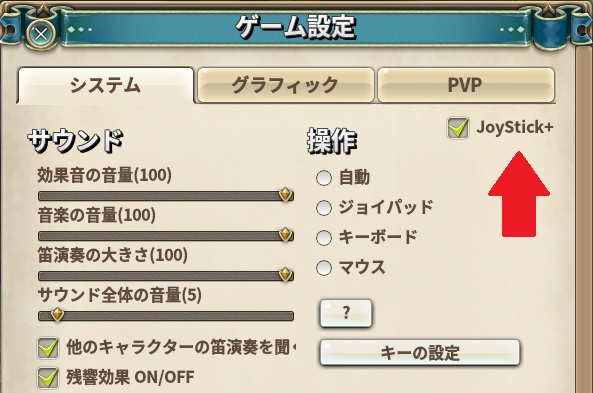 ゲーム設定
システム
グラフィック
PVP
JoyStick+
サウンド
効果音の音量(100)
音楽の音量(100)
笛演奏の大きさ(100)
サウンド全体の音量(5)
他のキャラクターの笛演奏を聞
残響効果 ON/OFF
操作
自動
ジョイパッド
キーボード
マウス
?
キーの設定